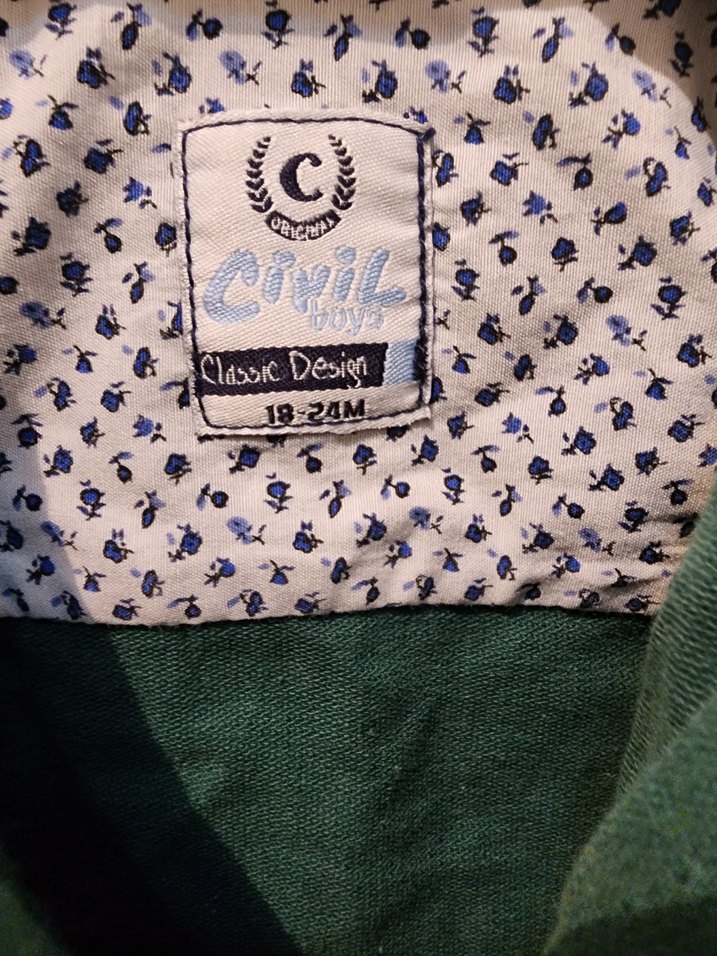 C
ORIGINAL
CiviL
boys
Classic Design
18-24M